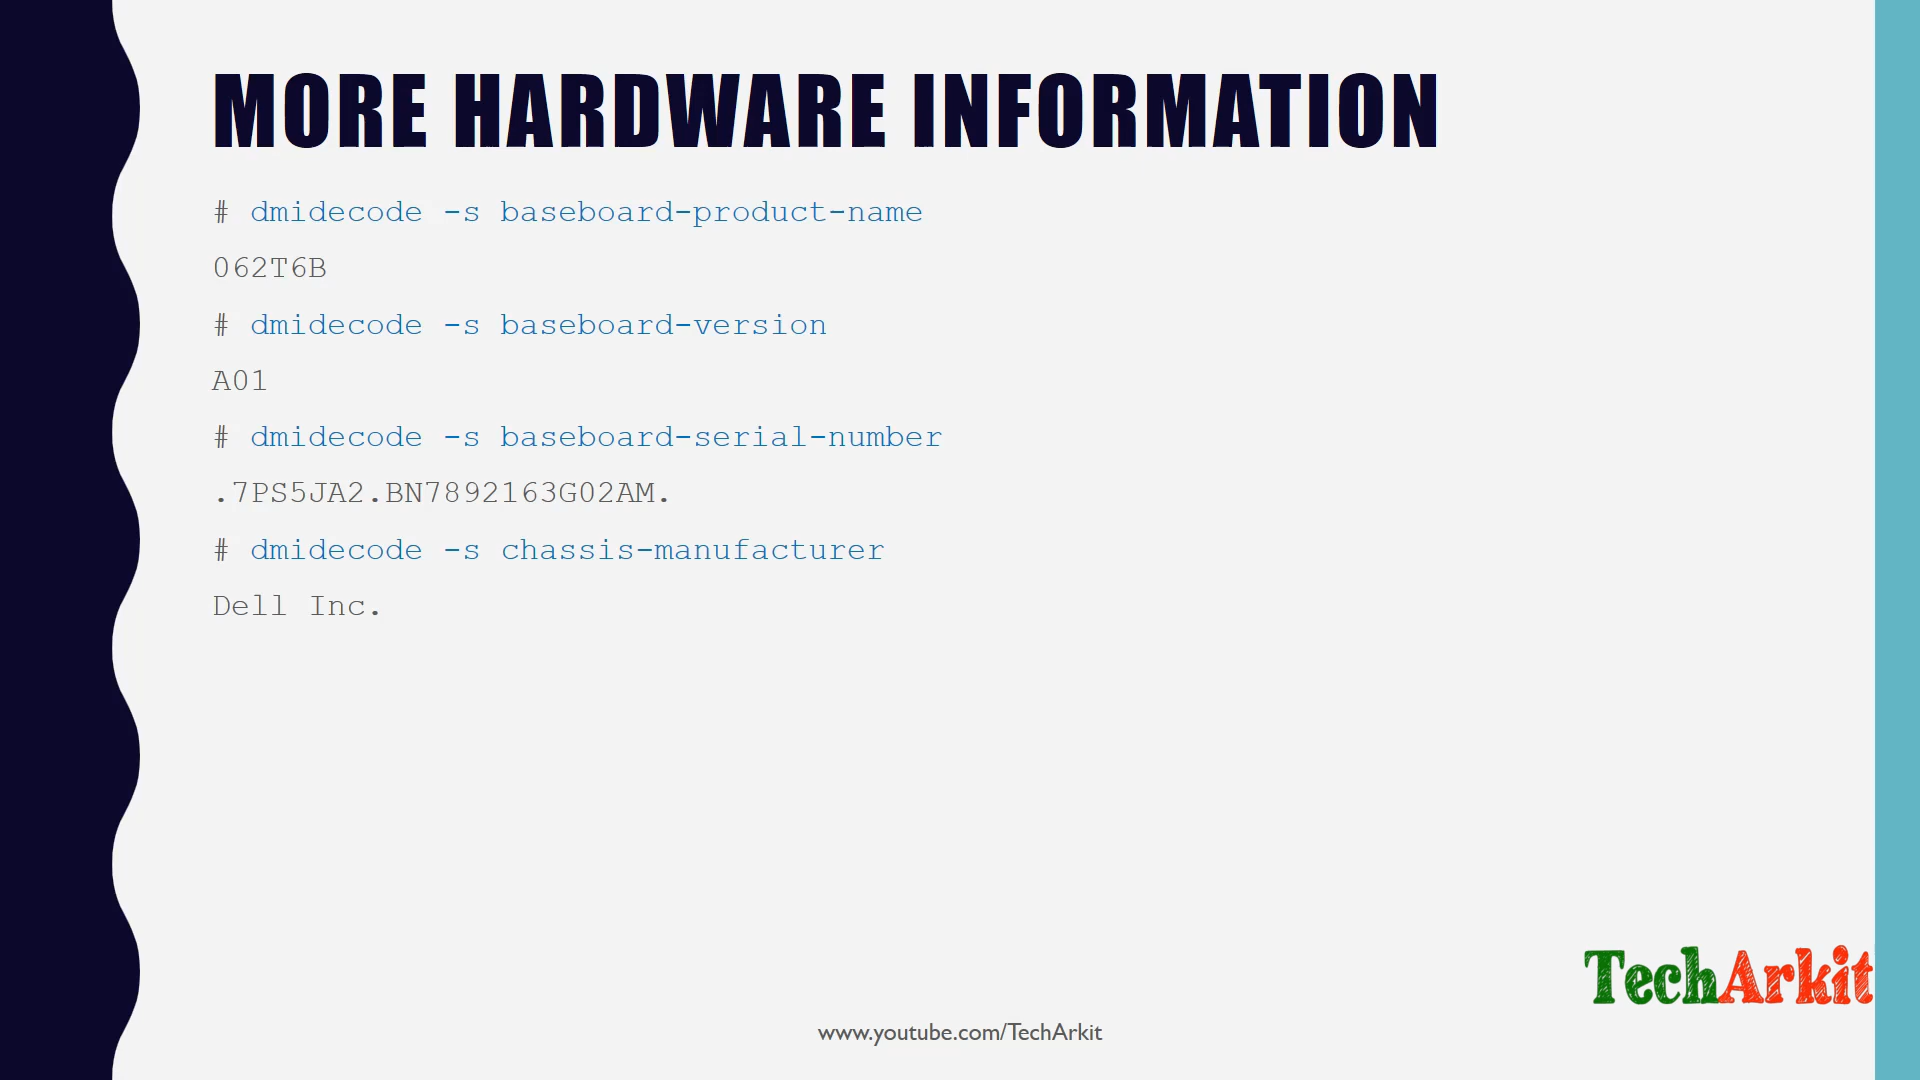 MORE HARDWARE INFORMATION
# dmidecode -s baseboard-product-name
062T6B
# dmidecode -s baseboard-version
A01
# dmidecode -s baseboard-serial-number
.7PS5JA2.BN7892163G02AM.
# dmidecode -s chassis-manufacturer
Dell Inc.
TechArkit
www.youtube.com/TechArkit